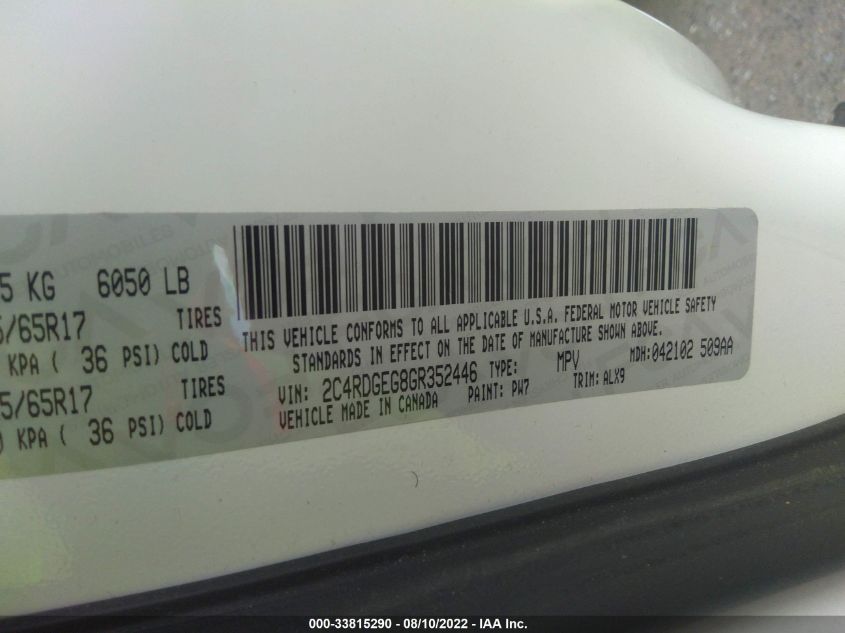 5 KG 6050 LB
/65R17 TIRES
KPA ( 36 PSI) COLD
5/65R17 TIRES
KPA ( 36 PSI) COLD
THIS VEHICLE CONFORMS TO ALL APPLICABLE U.S.A. FEDERAL MOTOR VEHICLE SAFETY
STANDARDS IN EFFECT ON THE DATE OF MANUFACTURE SHOWN ABOVE.
VIN: 2C4RDGEG8GR352446 TYPE: MPV MDH:042102 509AA
VEHICLE MADE IN CANADA PAINT: PW7 TRIM: ALX9
000-33815290 - 08/10/2022 - IAA Inc.